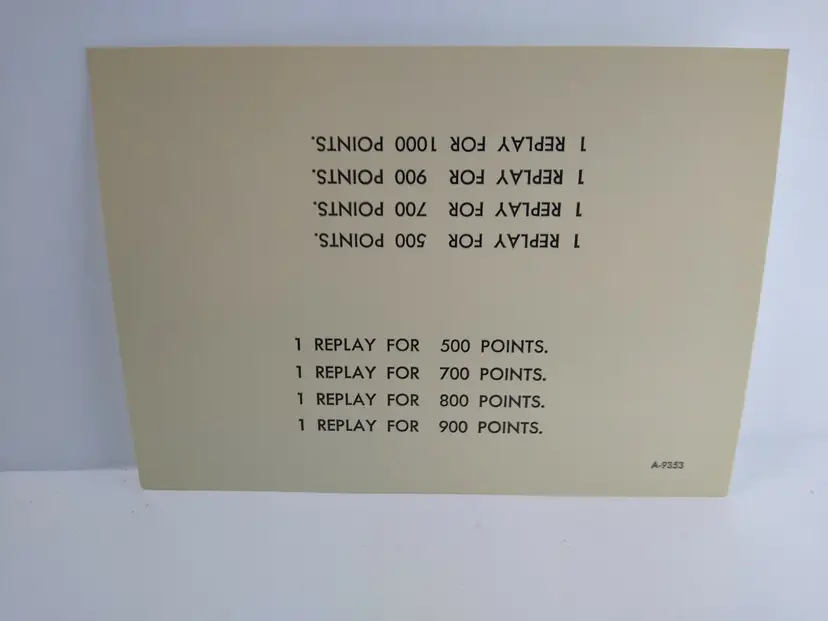 1 REPLAY FOR 500 POINTS.
1 REPLAY FOR 700 POINTS.
1 REPLAY FOR 900 POINTS.
1 REPLAY FOR 1000 POINTS.
1 REPLAY FOR 500 POINTS.
1 REPLAY FOR 700 POINTS.
1 REPLAY FOR 800 POINTS.
1 REPLAY FOR 900 POINTS.
A-9353